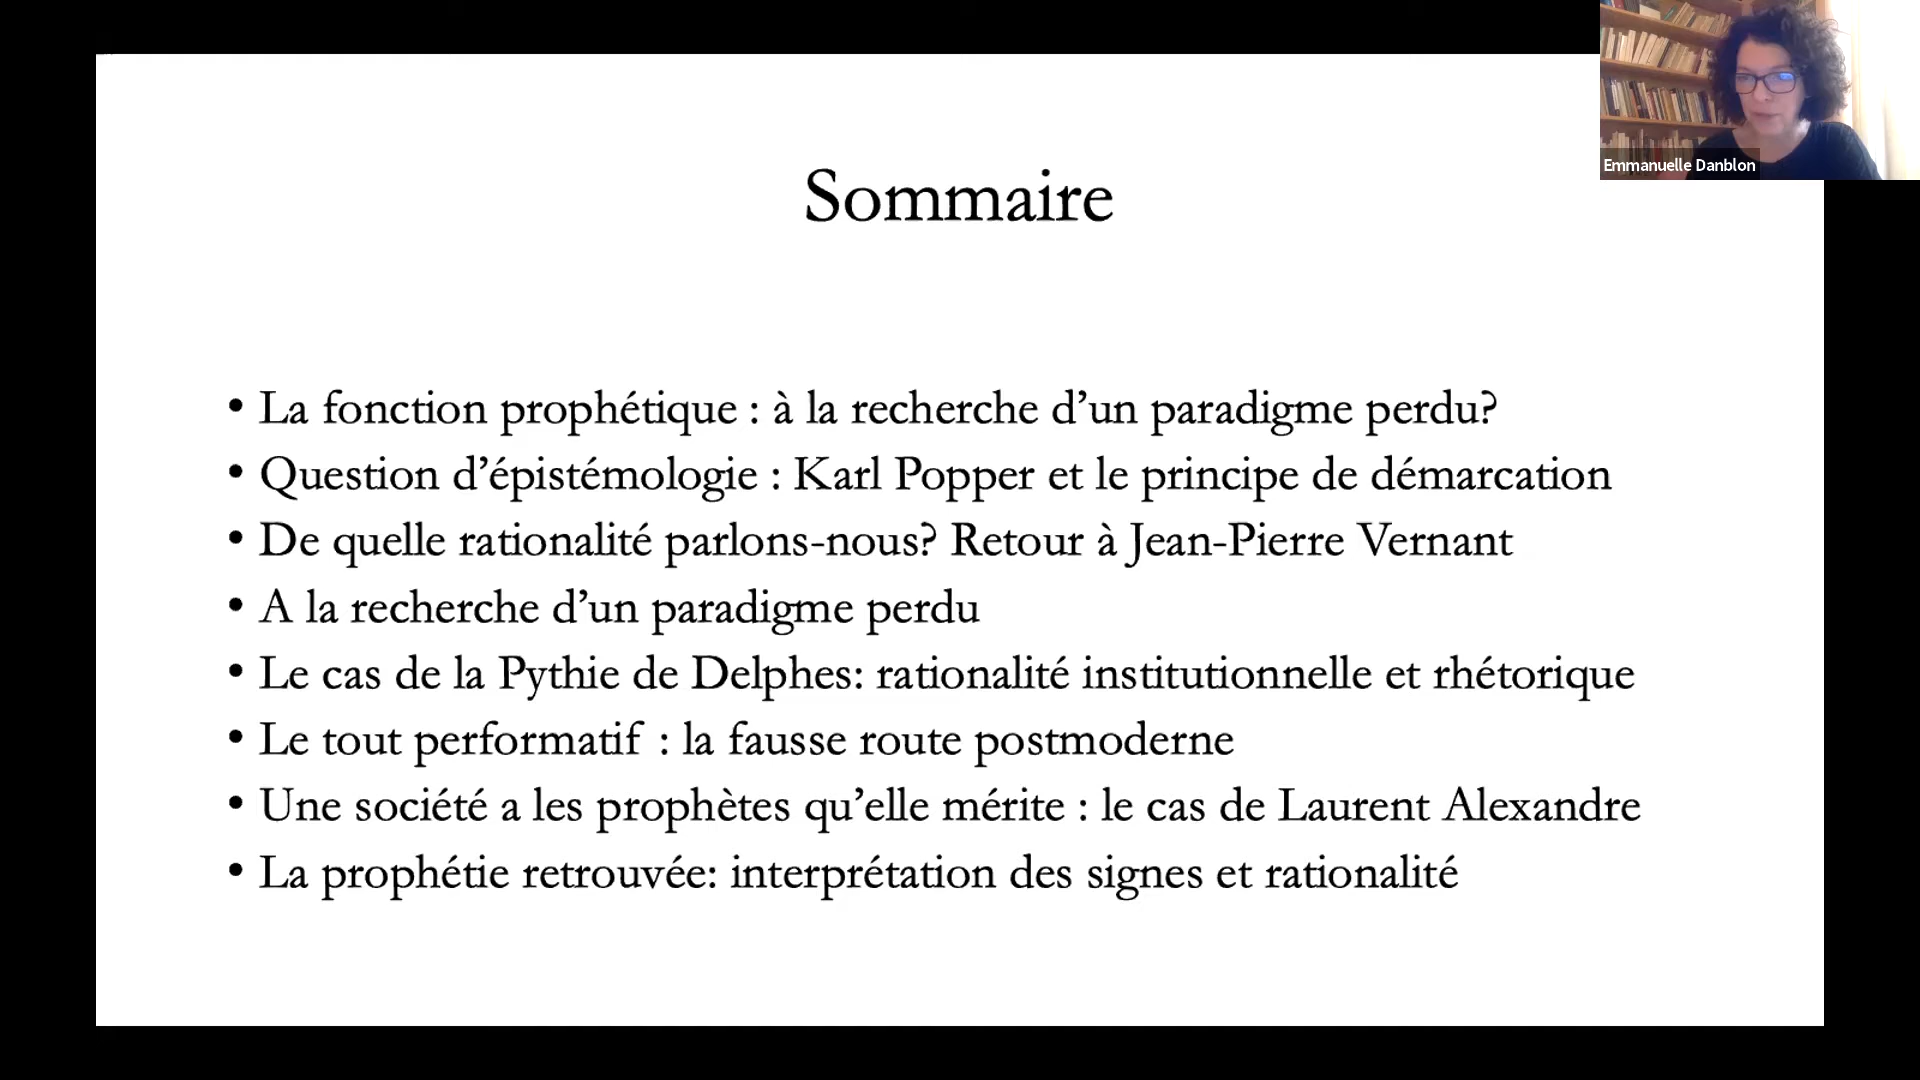 Emmanuelle Danblon
Sommaire
• La fonction prophétique : à la recherche d’un paradigme perdu?
• Question d’épistémologie : Karl Popper et le principe de démarcation
• De quelle rationalité parlons-nous? Retour à Jean-Pierre Vernant
• A la recherche d’un paradigme perdu
• Le cas de la Pythie de Delphes: rationalité institutionnelle et rhétorique
• Le tout performatif : la fausse route postmoderne
• Une société a les prophètes qu’elle mérite : le cas de Laurent Alexandre
• La prophétie retrouvée: interprétation des signes et rationalité